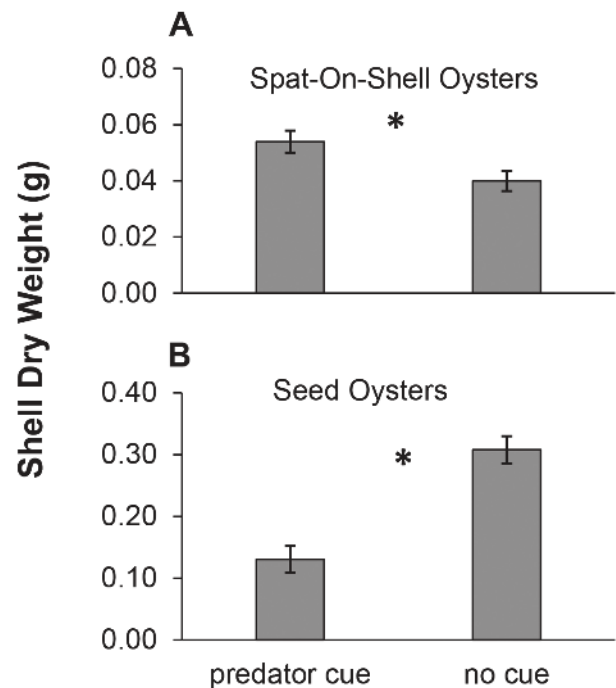 A
Spat-On-Shell Oysters
*
0.08
0.06
0.04
0.02
0.00
Shell Dry Weight (g)
B
Seed Oysters
*
0.40
0.30
0.20
0.10
0.00
predator cue no cue